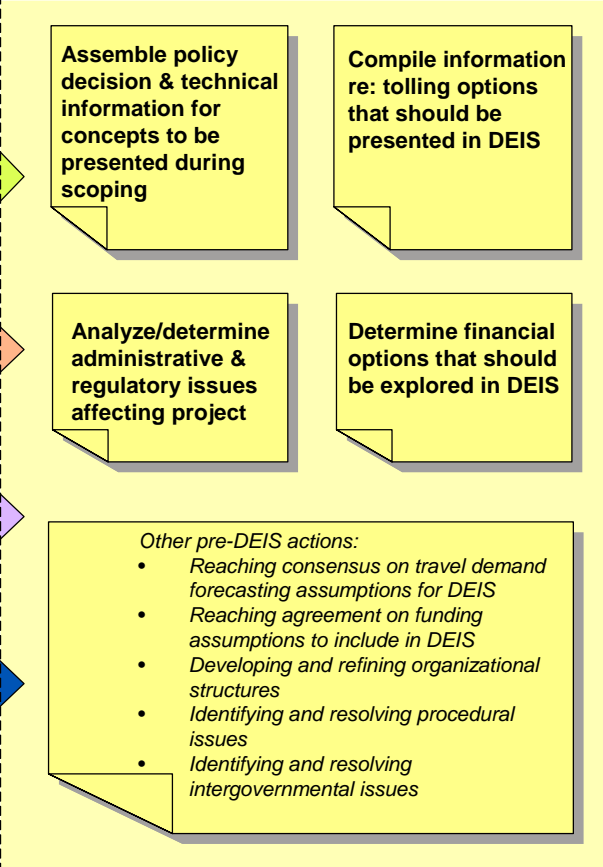 Assemble policy
decision & technical
information for
concepts to be
presented during
scoping
Compile information
re: tolling options
that should be
presented in DEIS
Analyze/determine
administrative &
regulatory issues
affecting project
Determine financial
options that should
be explored in DEIS
Other pre-DEIS actions:
• Reaching consensus on travel demand
forecasting assumptions for DEIS
• Reaching agreement on funding
assumptions to include in DEIS
• Developing and refining organizational
structures
• Identifying and resolving procedural
issues
• Identifying and resolving
intergovernmental issues